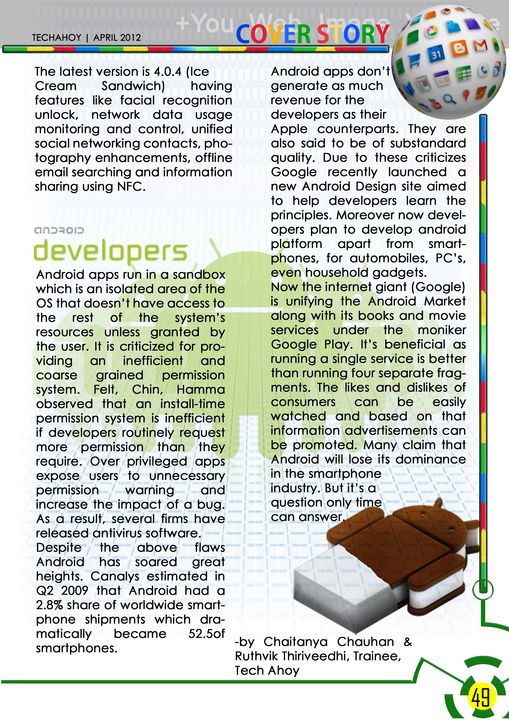 +You Web Image
TECHAHOY | APRIL 2012
COVER STORY
The latest version is 4.0.4 (Ice
Cream Sandwich) having
features like facial recognition
unlock, network data usage
monitoring and control, unified
social networking contacts, pho-
tography enhancements, offline
email searching and information
sharing using NFC.
ANDROID
developers
Android apps run in a sandbox
which is an isolated area of the
OS that doesn't have access to
the rest of the system's
resources unless granted by
the user. It is criticized for pro-
viding an inefficient and
coarse grained permission
system. Felt, Chin, Hamma
observed that an install-time
permission system is inefficient
if developers routinely request
more permission than they
require. Over privileged apps
expose users to unnecessary
permission warning and
increase the impact of a bug.
As a result, several firms have
released antivirus software.
Despite the above flaws
Android has soared great
heights. Canalys estimated in
Q2 2009 that Android had a
2.8% share of worldwide smart-
phone shipments which dra-
matically became 52.5of
smartphones.
Android apps don't
generate as much
revenue for the
developers as their
Apple counterparts. They are
also said to be of substandard
quality. Due to these criticizes
Google recently launched a
new Android Design site aimed
to help developers learn the
principles. Moreover now devel-
opers plan to develop android
platform apart from smart-
phones, for automobiles, PC's,
even household gadgets.
Now the internet giant (Google)
is unifying the Android Market
along with its books and movie
services under the moniker
Google Play. It's beneficial as
running a single service is better
than running four separate frag-
ments. The likes and dislikes of
consumers can be easily
watched and based on that
information advertisements can
be promoted. Many claim that
Android will lose its dominance
in the smartphone
industry. But it's a
question only time
can answer.
-by Chaitanya Chauhan &
Ruthvik Thiriveedhi, Trainee,
Tech Ahoy
49